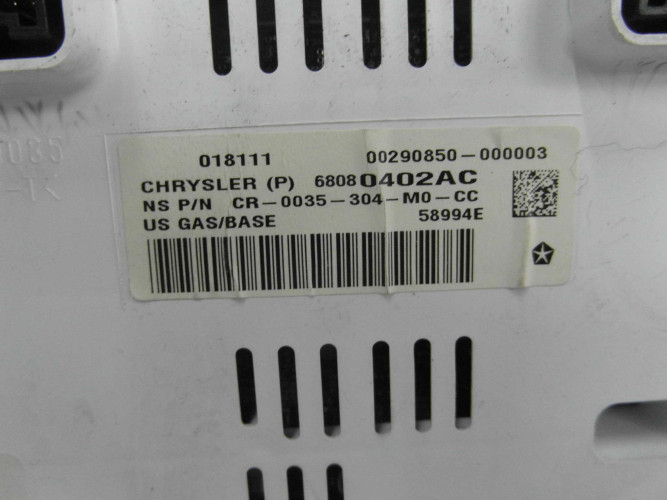 018111 00290850-000003
CHRYSLER (P) 68080402AC
NS P/N CR-0035-304-M0-CC
US GAS/BASE 58994E